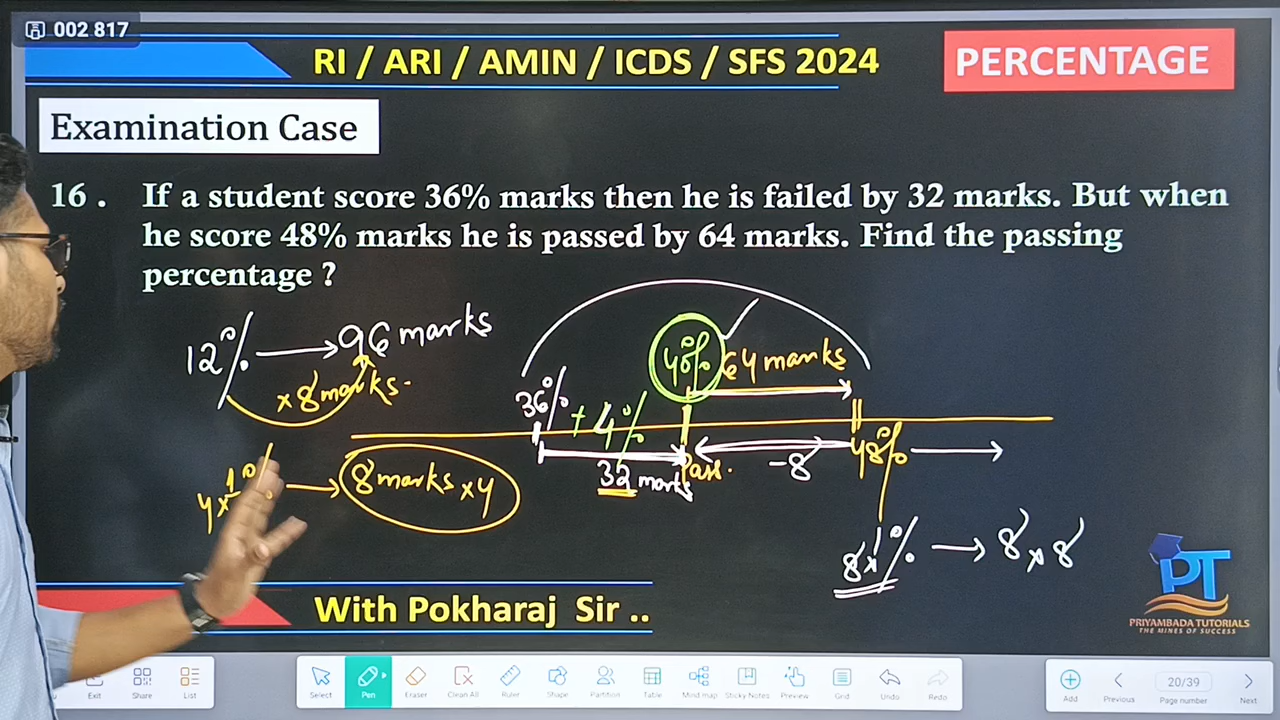 002 817
RI / ARI / AMIN / ICDS / SFS 2024
PERCENTAGE
Examination Case
16 . If a student score 36% marks then he is failed by 32 marks. But when
he score 48% marks he is passed by 64 marks. Find the passing
percentage ?
12% → 96 marks
×8 marks.
4×1% → 8 marks ×4
40%
64 marks
36%
+ 4%
32 marks
Pass.
-8
48%
8×1% → 8×8
PT
PRIYAMBADA TUTORIALS
THE MINES OF SUCCESS
With Pokharaj Sir ..
Exit
Share
List
Select
Pen
Eraser
Clean All
Ruler
Shape
Partition
Table
Mind map
Sticky Notes
Preview
Grid
Undo
Redo
Add
Previous
20/39
Page number
Next